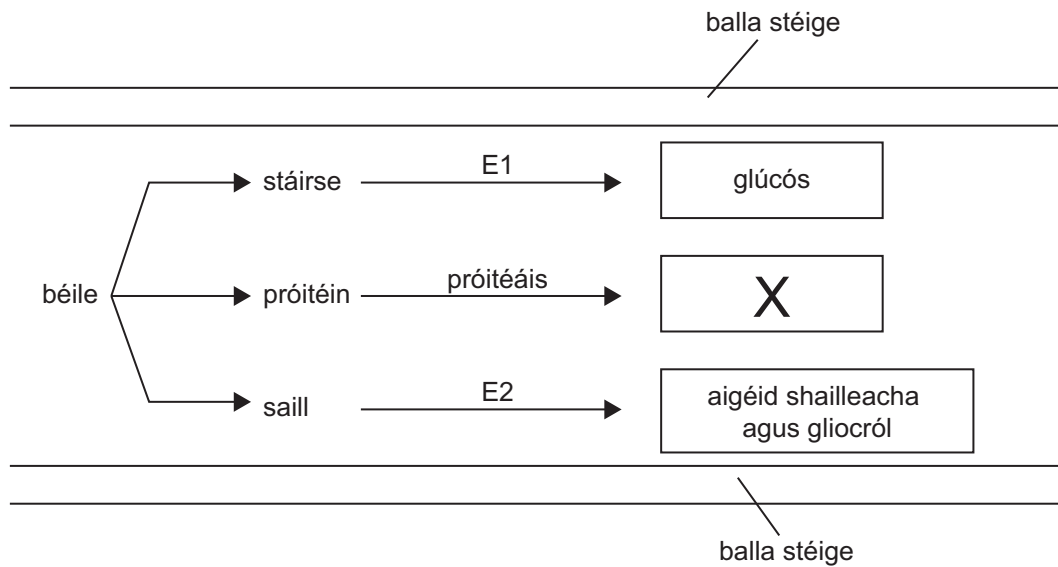 balla stéige
stáirse
E1
glúcós
béile
próitéin
próitéáis
X
saill
E2
aigéid shailleacha
agus gliocról
balla stéige